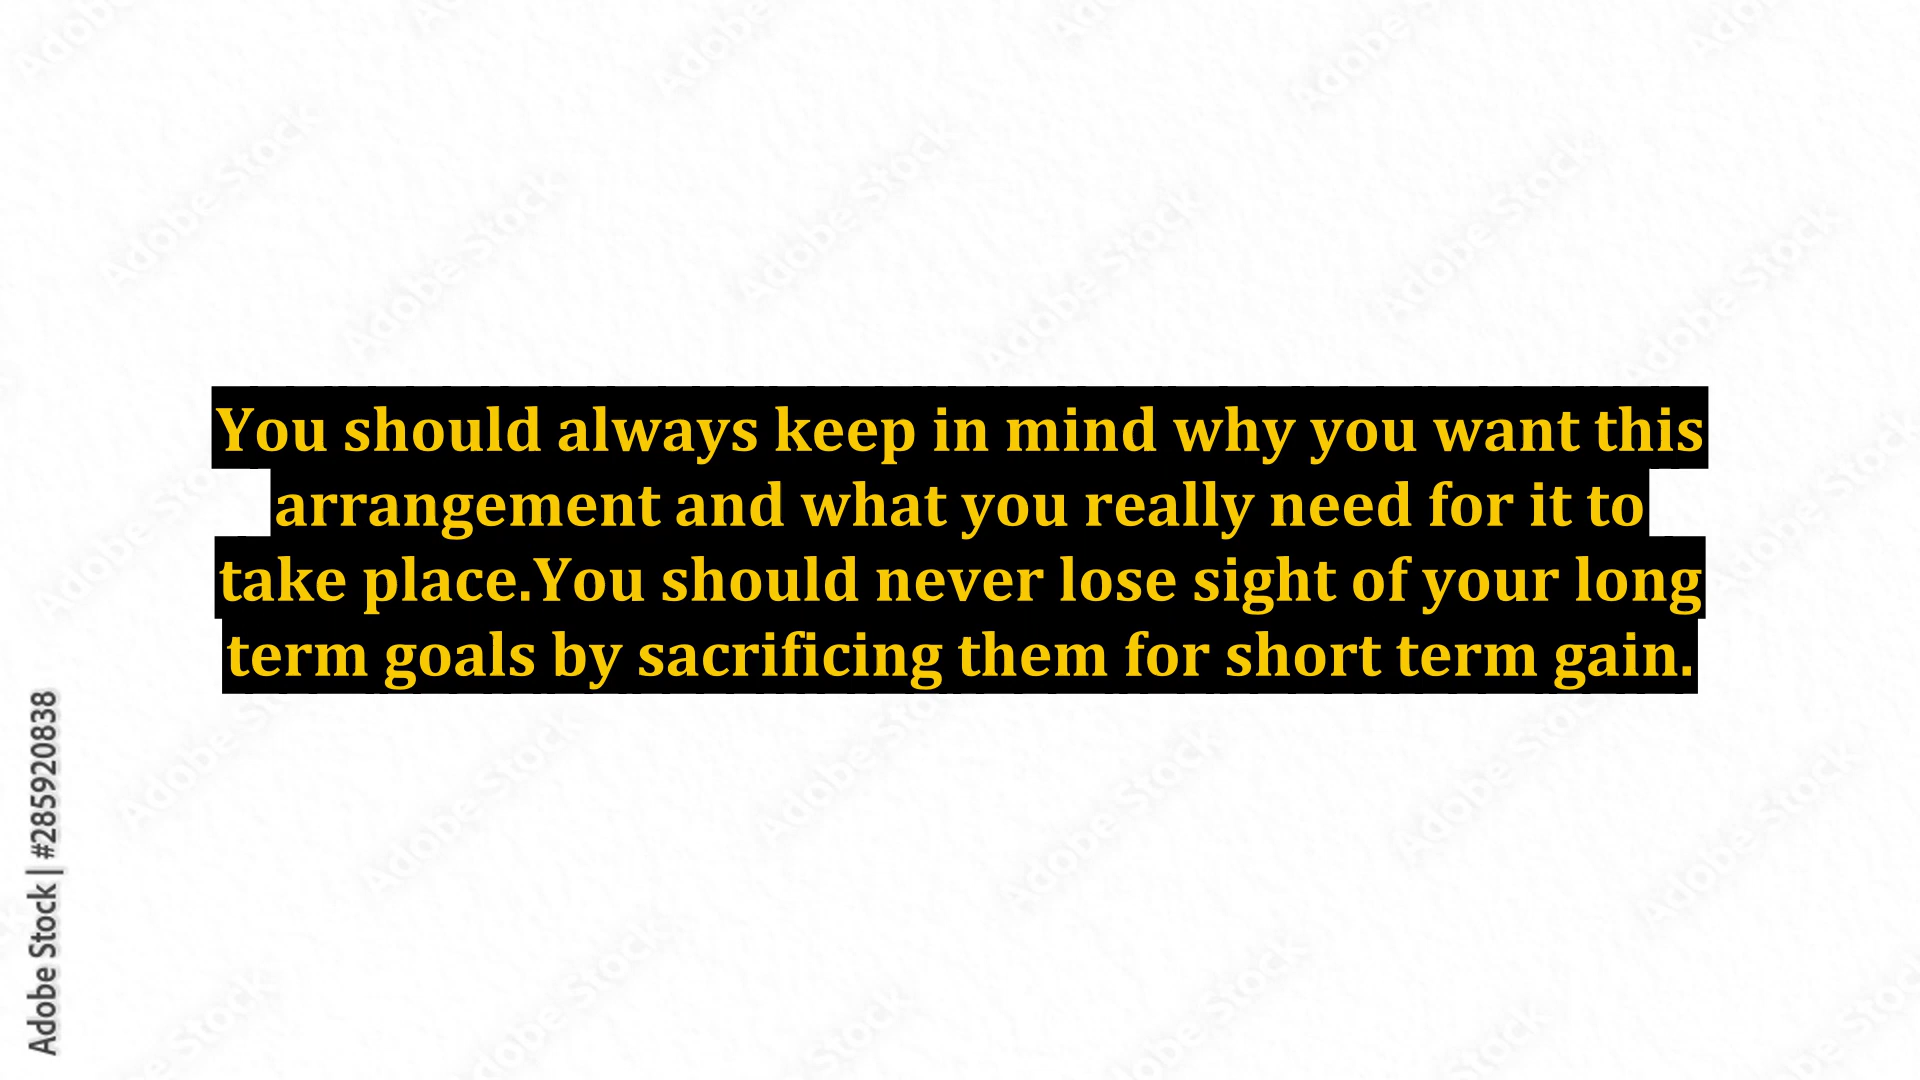 You should always keep in mind why you want this
arrangement and what you really need for it to
take place.You should never lose sight of your long
term goals by sacrificing them for short term gain.
Adobe Stock | #285920838
Adobe Stock